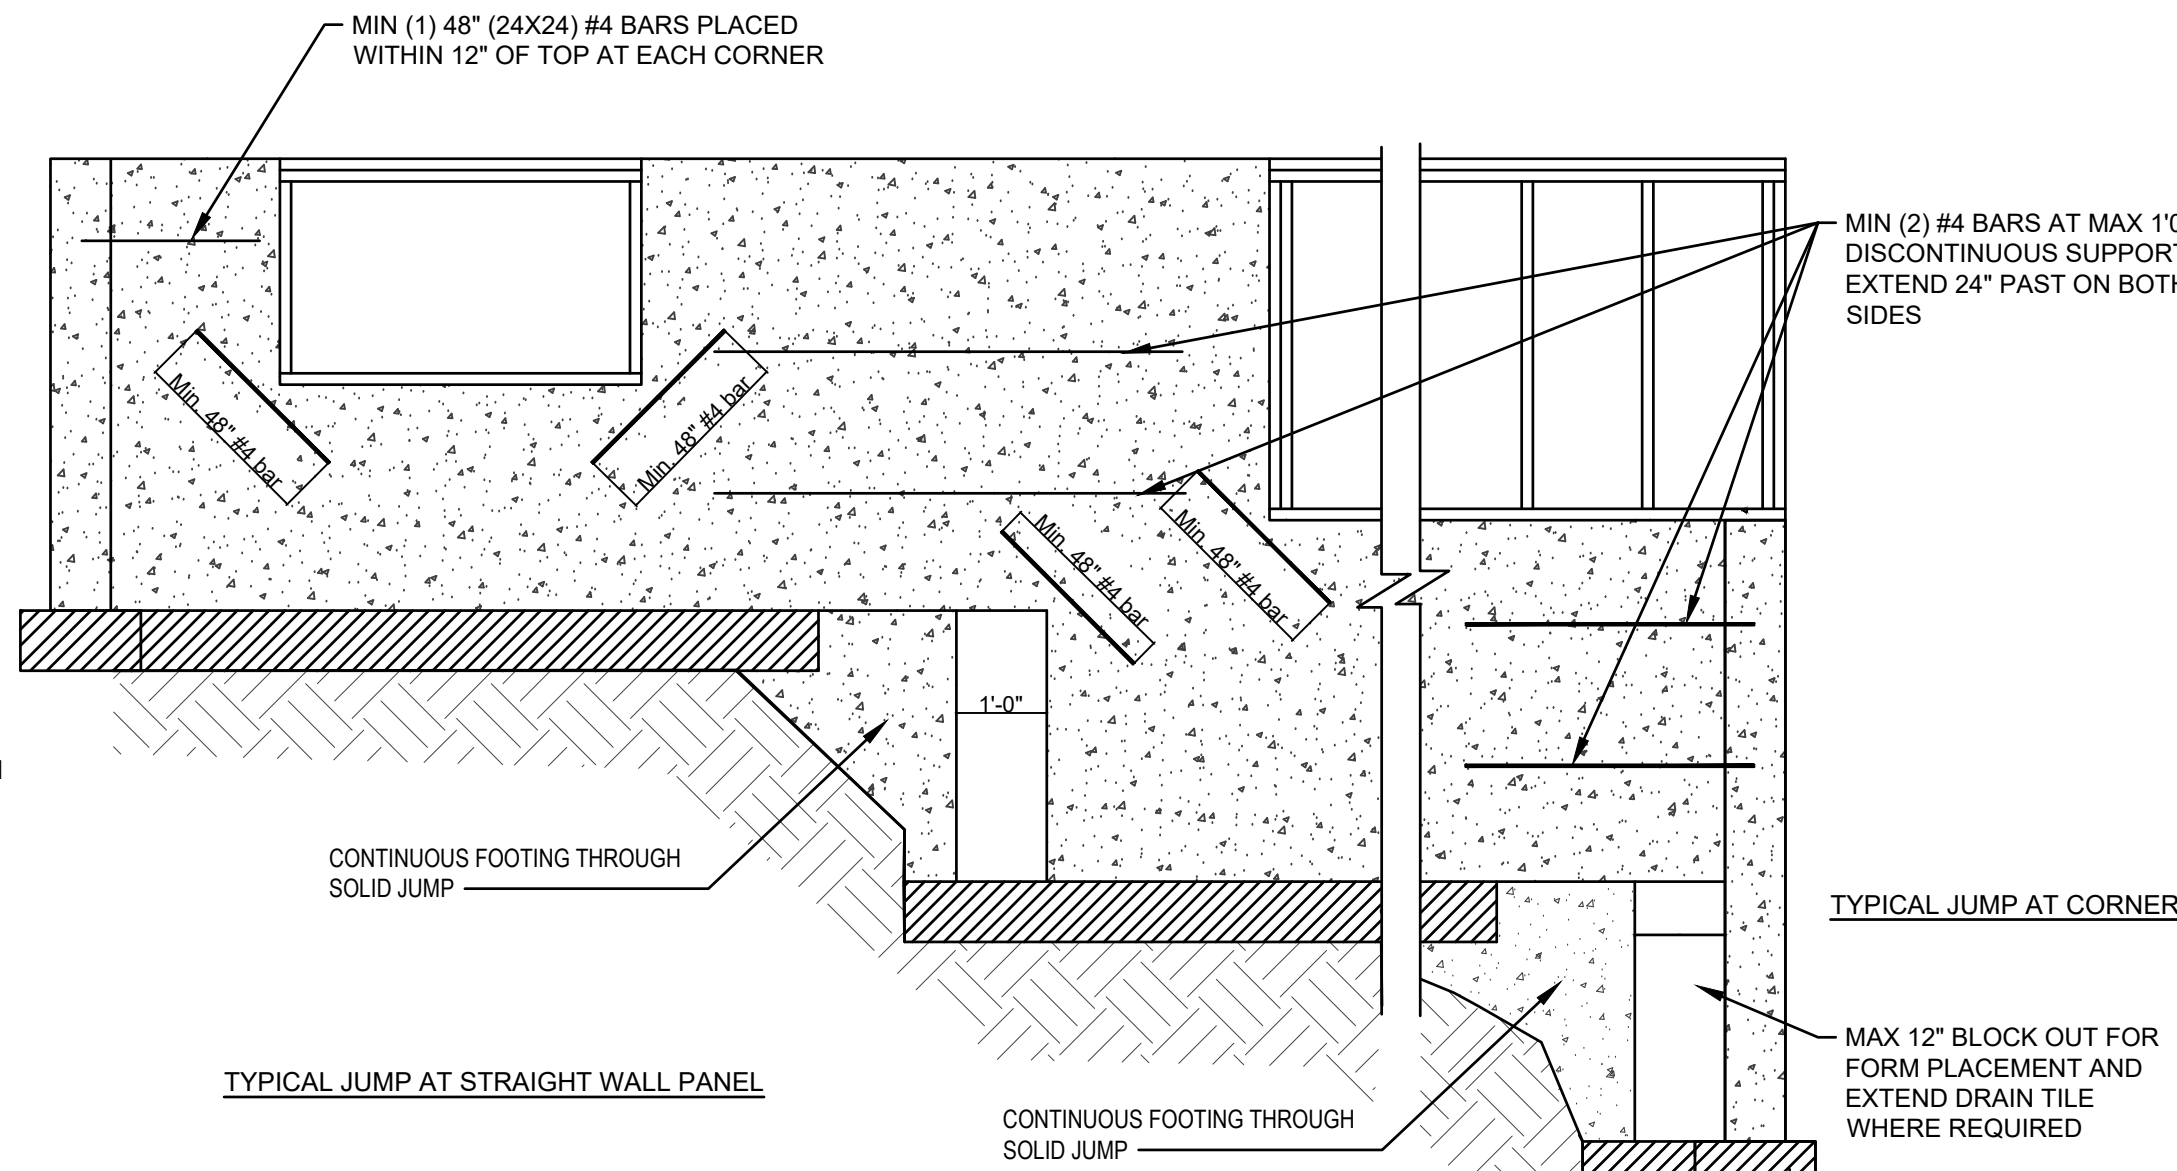 MIN (1) 48" (24X24) #4 BARS PLACED
WITHIN 12" OF TOP AT EACH CORNER
MIN (2) #4 BARS AT MAX 1'
DISCONTINUOUS SUPPORT
EXTEND 24" PAST ON BOTH
SIDES
Min. 48" #4 bar
Min. 48" #4 bar
Min. 48" #4 bar
Min. 48" #4 bar
1'-0"
CONTINUOUS FOOTING THROUGH
SOLID JUMP
TYPICAL JUMP AT CORNER
TYPICAL JUMP AT STRAIGHT WALL PANEL
CONTINUOUS FOOTING THROUGH
SOLID JUMP
MAX 12" BLOCK OUT FOR
FORM PLACEMENT AND
EXTEND DRAIN TILE
WHERE REQUIRED